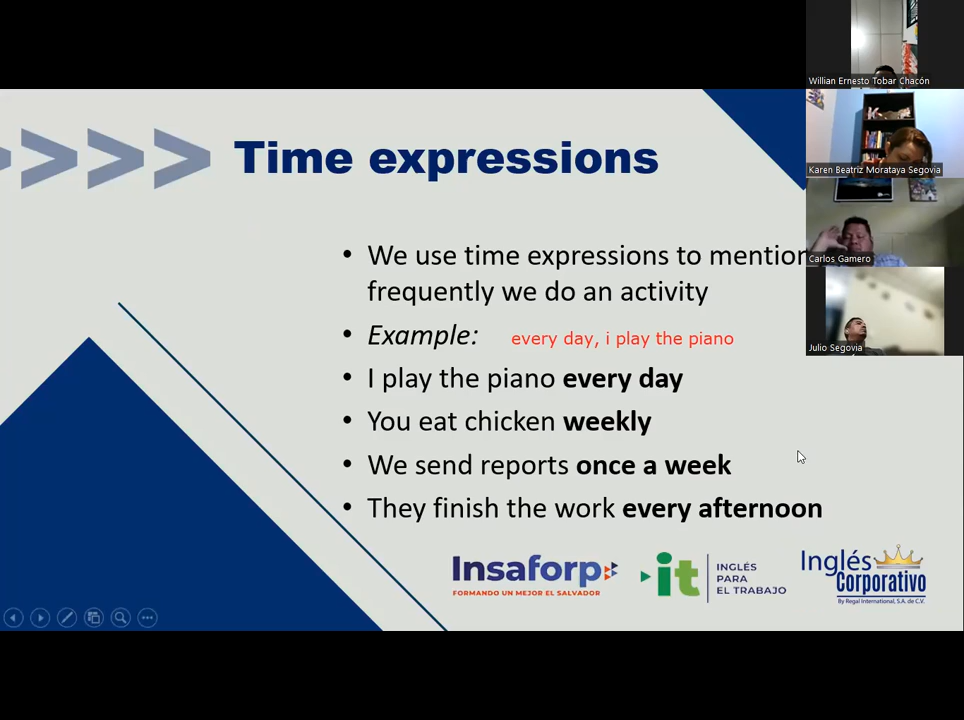 Willian Ernesto Tobar Chacón
Karen Beatriz Morataya Segovia
Carlos Gamero
Julio Segovia
Time expressions
• We use time expressions to mention
frequently we do an activity
• Example: every day, i play the piano
• I play the piano every day
• You eat chicken weekly
• We send reports once a week
• They finish the work every afternoon
Insaforp
FORMANDO UN MEJOR EL SALVADOR
it
INGLÉS
PARA
EL TRABAJO
Inglés
Corporativo
By Regal International, S.A. de C.V.